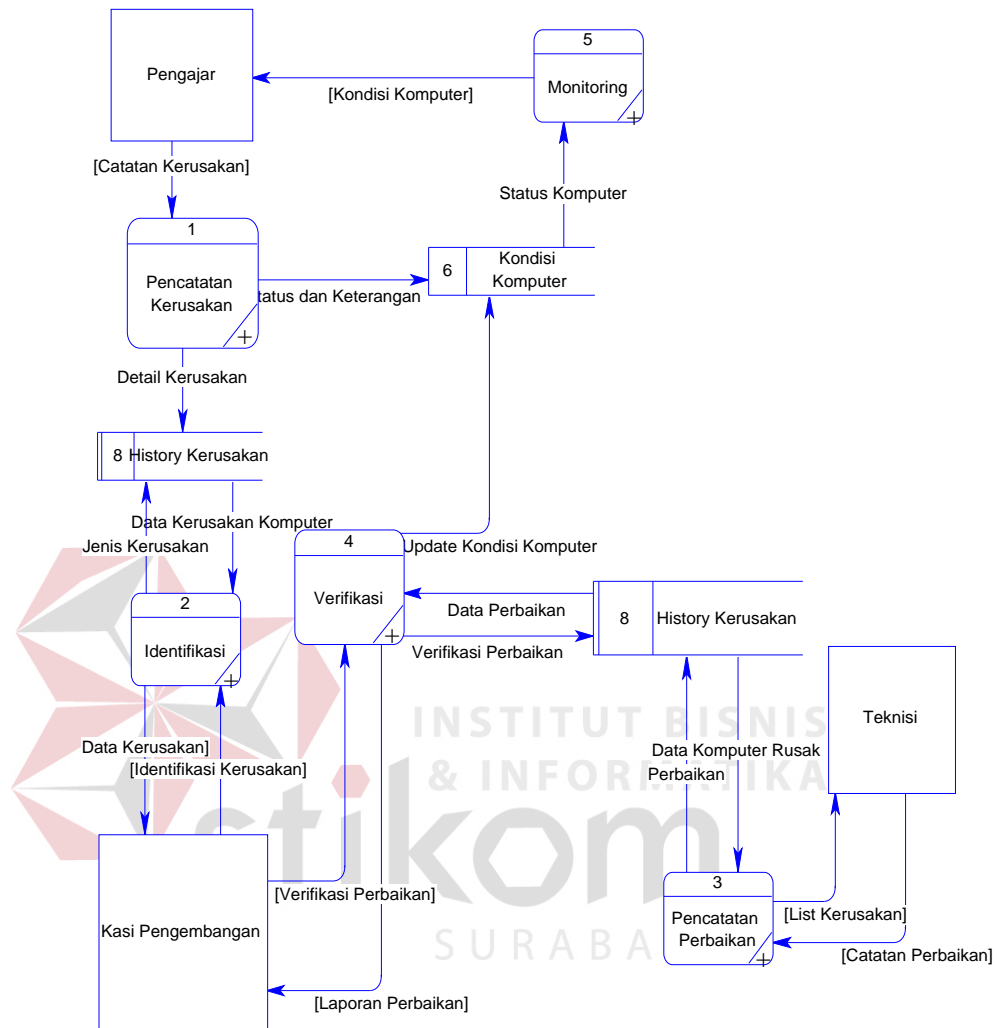 5
Pengajar
Monitoring
[Kondisi Komputer]
[Catatan Kerusakan]
Status Komputer
1
Pencatatan
Kerusakan
6
Kondisi
Komputer
tatus dan Keterangan
Detail Kerusakan
8
History Kerusakan
Data Kerusakan Komputer
Jenis Kerusakan
4
Update Kondisi Komputer
Verifikasi
2
Identifikasi
Data Perbaikan
8
History Kerusakan
Verifikasi Perbaikan
Teknisi
INSTITUT BISNIS
& INFORMATIKA
stikom
SURABA
Data Kerusakan]
[Identifikasi Kerusakan]
Data Komputer Rusak
Perbaikan
Kasi Pengembangan
[Verifikasi Perbaikan]
3
Pencatatan
Perbaikan
[List Kerusakan]
[Catatan Perbaikan]
[Laporan Perbaikan]